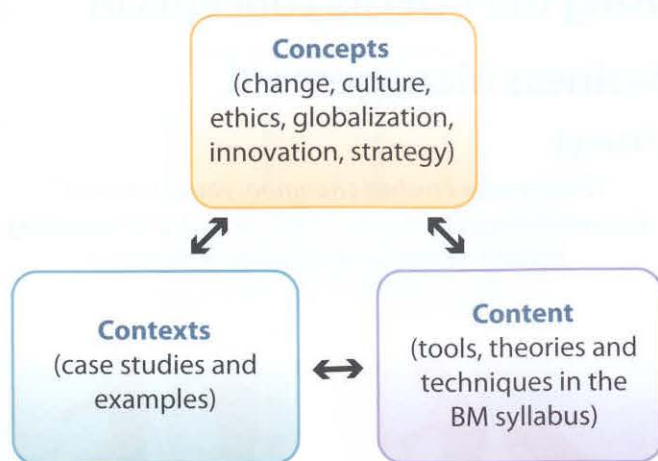 Concepts
(change, culture,
ethics, globalization,
innovation, strategy)
Contexts
(case studies and
examples)
Content
(tools, theories and
techniques in the
BM syllabus)